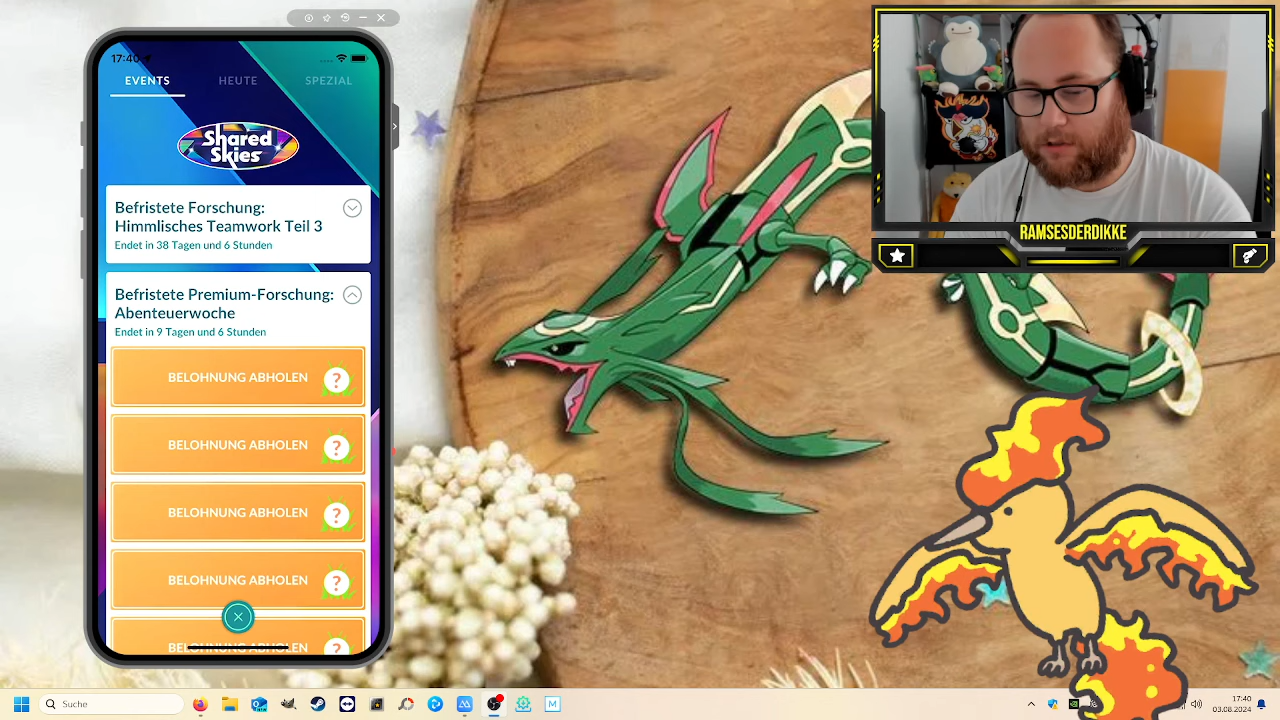 17:40
EVENTS
HEUTE
SPEZIAL
Shared
Skies
Befristete Forschung:
Himmlisches Teamwork Teil 3
Endet in 38 Tagen und 6 Stunden
Befristete Premium-Forschung:
Abenteuerwoche
Endet in 9 Tagen und 6 Stunden
BELOHNUNG ABHOLEN
?
BELOHNUNG ABHOLEN
?
BELOHNUNG ABHOLEN
?
BELOHNUNG ABHOLEN
?
BELOHNUNG ABHOLEN
?
RAMSESDERDIKKE
Suche
M
17:40
03.08.2024